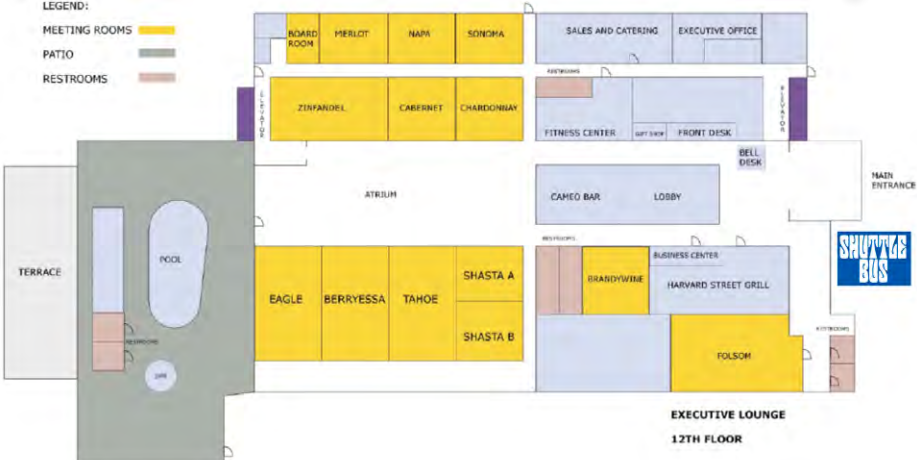 LEGEND:
MEETING ROOMS
PATIO
RESTROOMS
BOARD
ROOM
MERLOT
NAPA
SONOMA
SALES AND CATERING
EXECUTIVE OFFICE
RESTROOMS
ELEVATOR
ZINFANDEL
CABERNET
CHARDONNAY
FITNESS CENTER
GIFT SHOP
FRONT DESK
ELEVATOR
BELL
DESK
MAIN
ENTRANCE
ATRIUM
CAMEO BAR
LOBBY
RESTROOMS
SHUTTLE
BUS
TERRACE
POOL
EAGLE
BERRYESSA
TAHOE
SHASTA A
SHASTA B
BRANDYWINE
BUSINESS CENTER
HARVARD STREET GRILL
RESTROOMS
SPA
RESTROOMS
FOLSOM
EXECUTIVE LOUNGE
12TH FLOOR